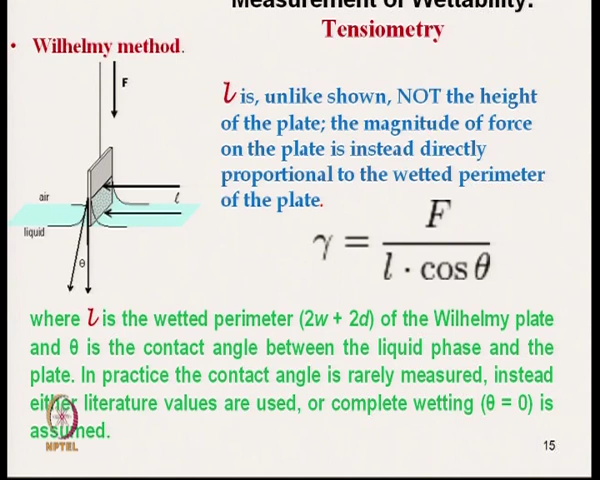 Measurement of Wettability:
Tensiometry
• Wilhelmy method.
F
air
l
liquid
θ
l is, unlike shown, NOT the height
of the plate; the magnitude of force
on the plate is instead directly
proportional to the wetted perimeter
of the plate.
γ = F / l · cos θ
where l is the wetted perimeter (2w + 2d) of the Wilhelmy plate
and θ is the contact angle between the liquid phase and the
plate. In practice the contact angle is rarely measured, instead
either literature values are used, or complete wetting (θ = 0) is
assumed.
NPTEL
15